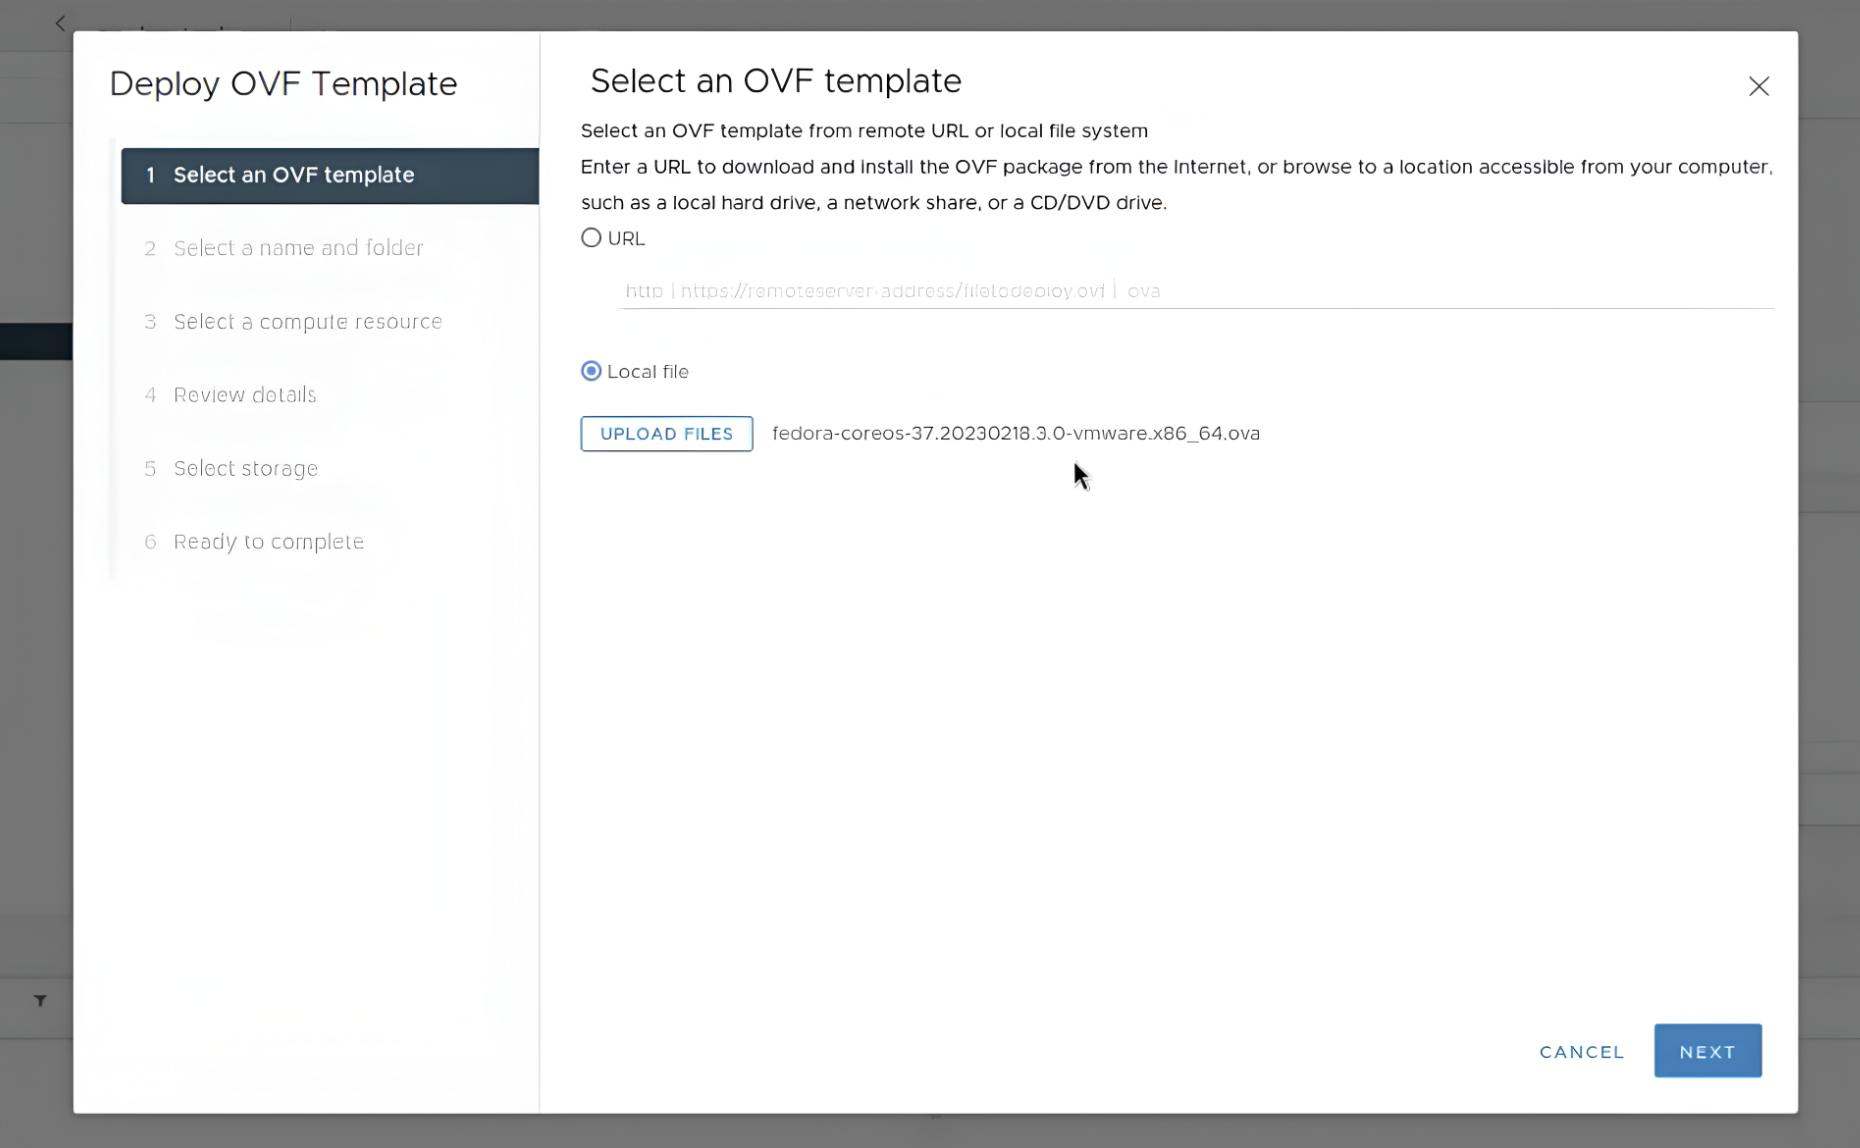 Deploy OVF Template
1 Select an OVF template
2 Select a name and folder
3 Select a compute resource
4 Review details
5 Select storage
6 Ready to complete
Select an OVF template
Select an OVF template from remote URL or local file system
Enter a URL to download and install the OVF package from the Internet, or browse to a location accessible from your computer,
such as a local hard drive, a network share, or a CD/DVD drive.
URL
http | https://remoteserver-address/filetodeploy.ovf | .ova
Local file
UPLOAD FILES fedora-coreos-37.20230218.3.0-vmware.x86_64.ova
CANCEL NEXT